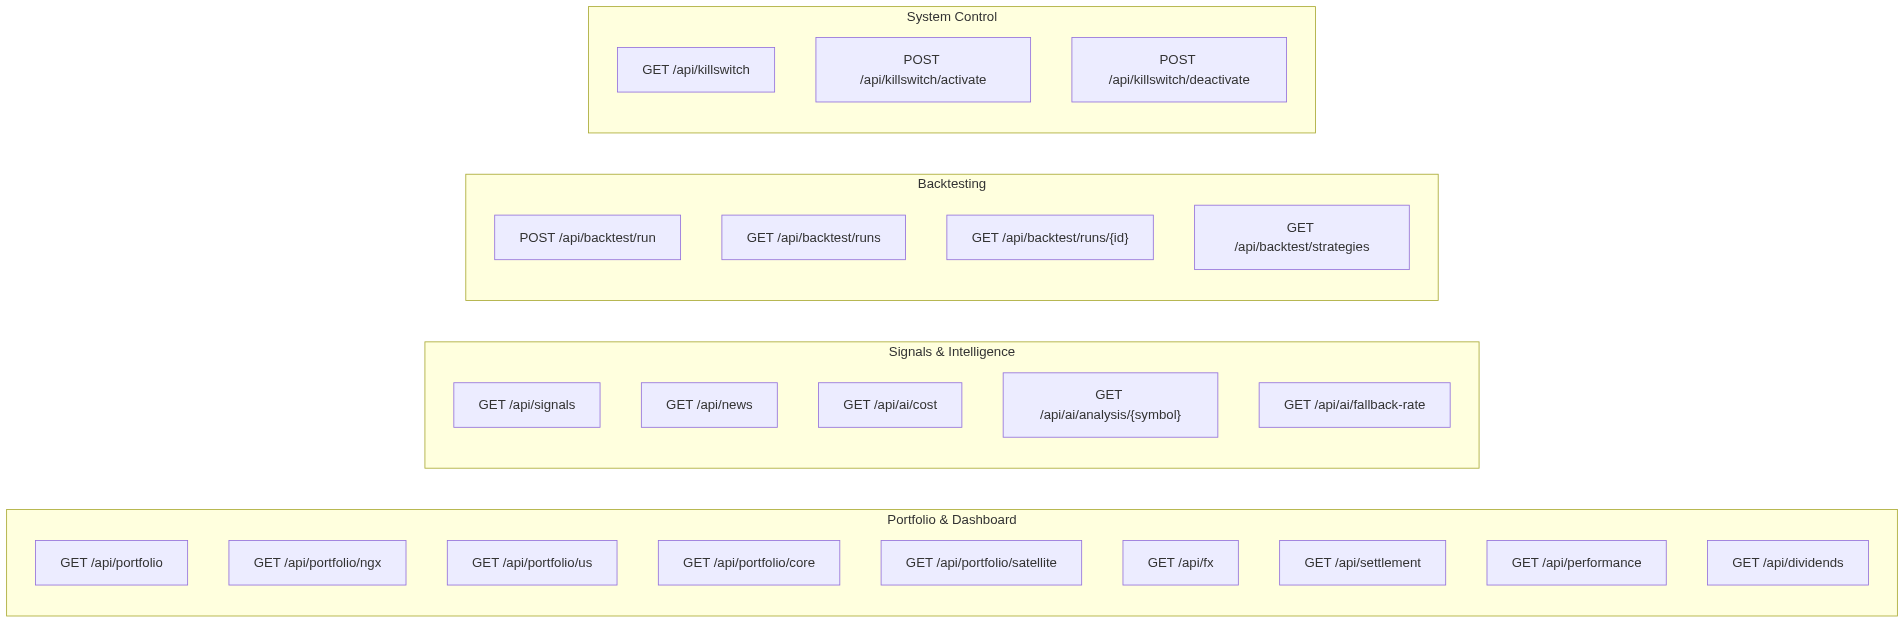 System Control
GET /api/killswitch
POST
/api/killswitch/activate
POST
/api/killswitch/deactivate
Backtesting
POST /api/backtest/run
GET /api/backtest/runs
GET /api/backtest/runs/{id}
GET
/api/backtest/strategies
Signals & Intelligence
GET /api/signals
GET /api/news
GET /api/ai/cost
GET
/api/ai/analysis/{symbol}
GET /api/ai/fallback-rate
Portfolio & Dashboard
GET /api/portfolio
GET /api/portfolio/ngx
GET /api/portfolio/us
GET /api/portfolio/core
GET /api/portfolio/satellite
GET /api/fx
GET /api/settlement
GET /api/performance
GET /api/dividends